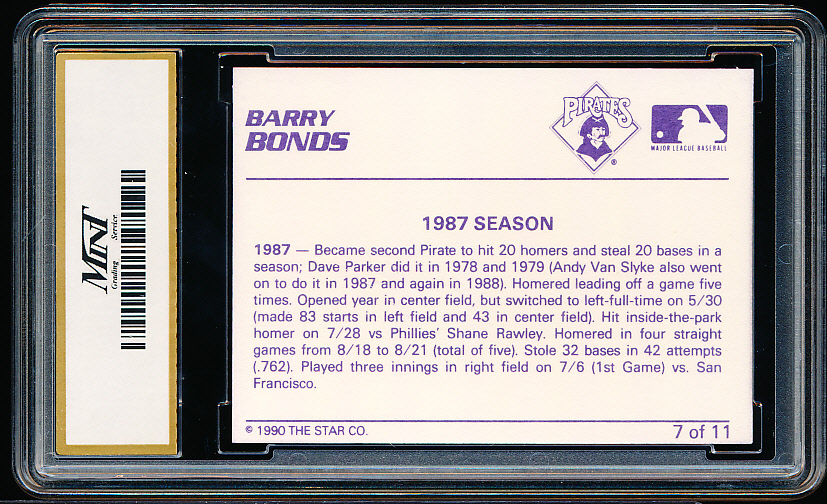 MINT
Grading Service
BARRY
BONDS
PIRATES
®
MAJOR LEAGUE BASEBALL
1987 SEASON
1987 — Became second Pirate to hit 20 homers and steal 20 bases in a
season; Dave Parker did it in 1978 and 1979 (Andy Van Slyke also went
on to do it in 1987 and again in 1988). Homered leading off a game five
times. Opened year in center field, but switched to left-full-time on 5/30
(made 83 starts in left field and 43 in center field). Hit inside-the-park
homer on 7/28 vs Phillies' Shane Rawley. Homered in four straight
games from 8/18 to 8/21 (total of five). Stole 32 bases in 42 attempts
(.762). Played three innings in right field on 7/6 (1st Game) vs. San
Francisco.
© 1990 THE STAR CO.
7 of 11